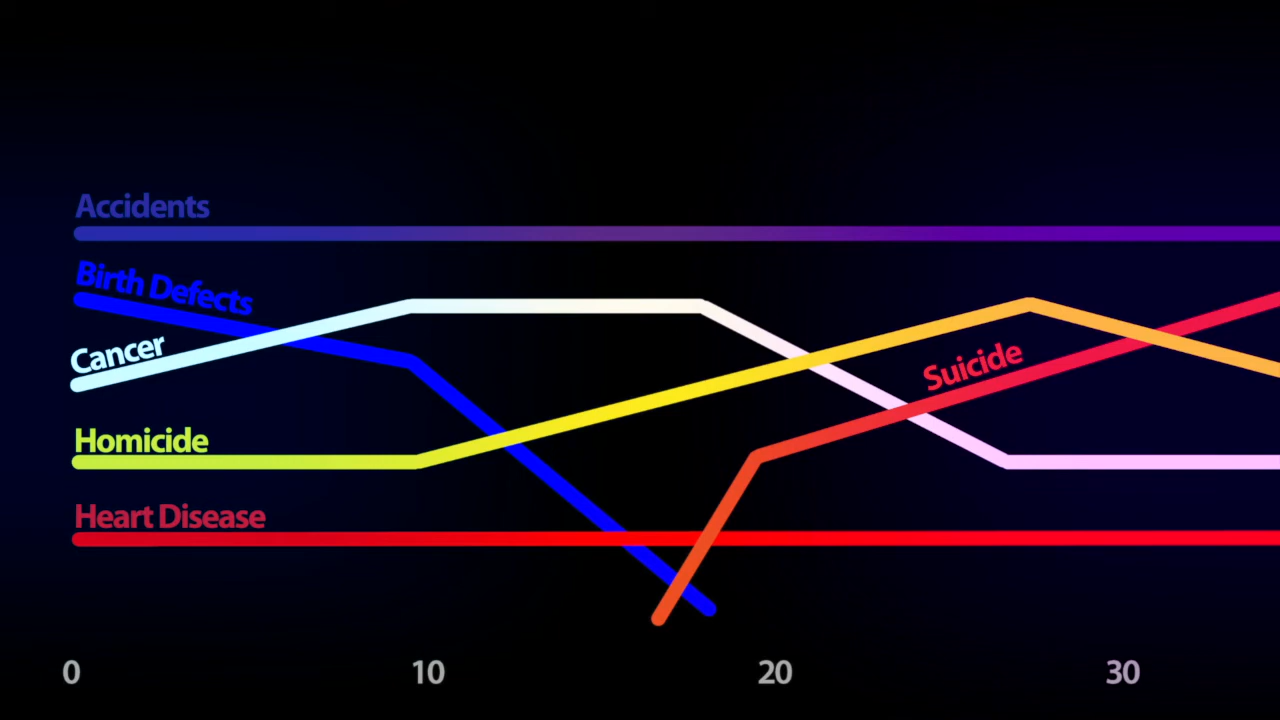 Accidents
Birth Defects
Cancer
Suicide
Homicide
Heart Disease
0 10 20 30